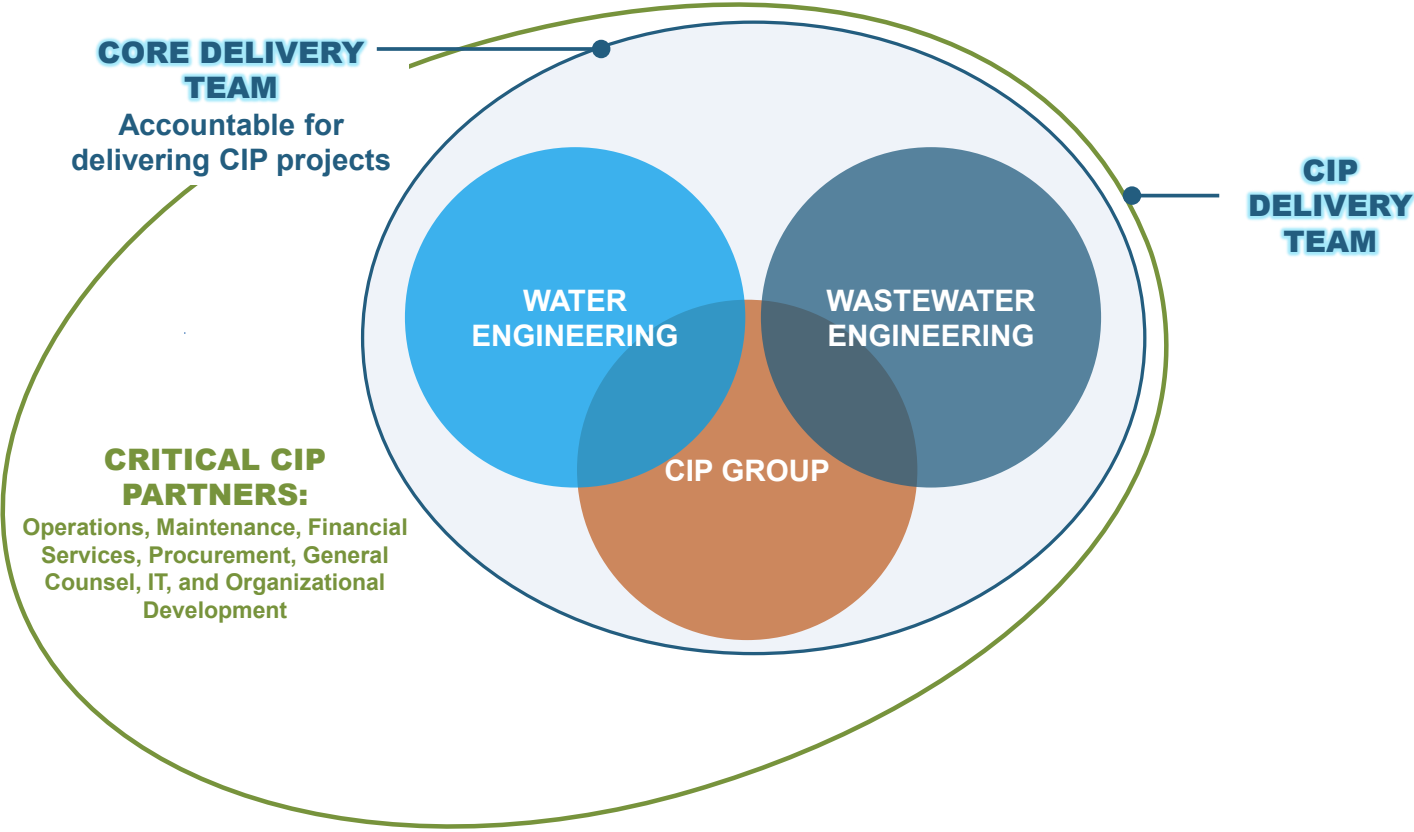 CORE DELIVERY
TEAM
Accountable for
delivering CIP projects
CIP
DELIVERY
TEAM
WATER
ENGINEERING
WASTEWATER
ENGINEERING
CIP GROUP
CRITICAL CIP
PARTNERS:
Operations, Maintenance, Financial
Services, Procurement, General
Counsel, IT, and Organizational
Development